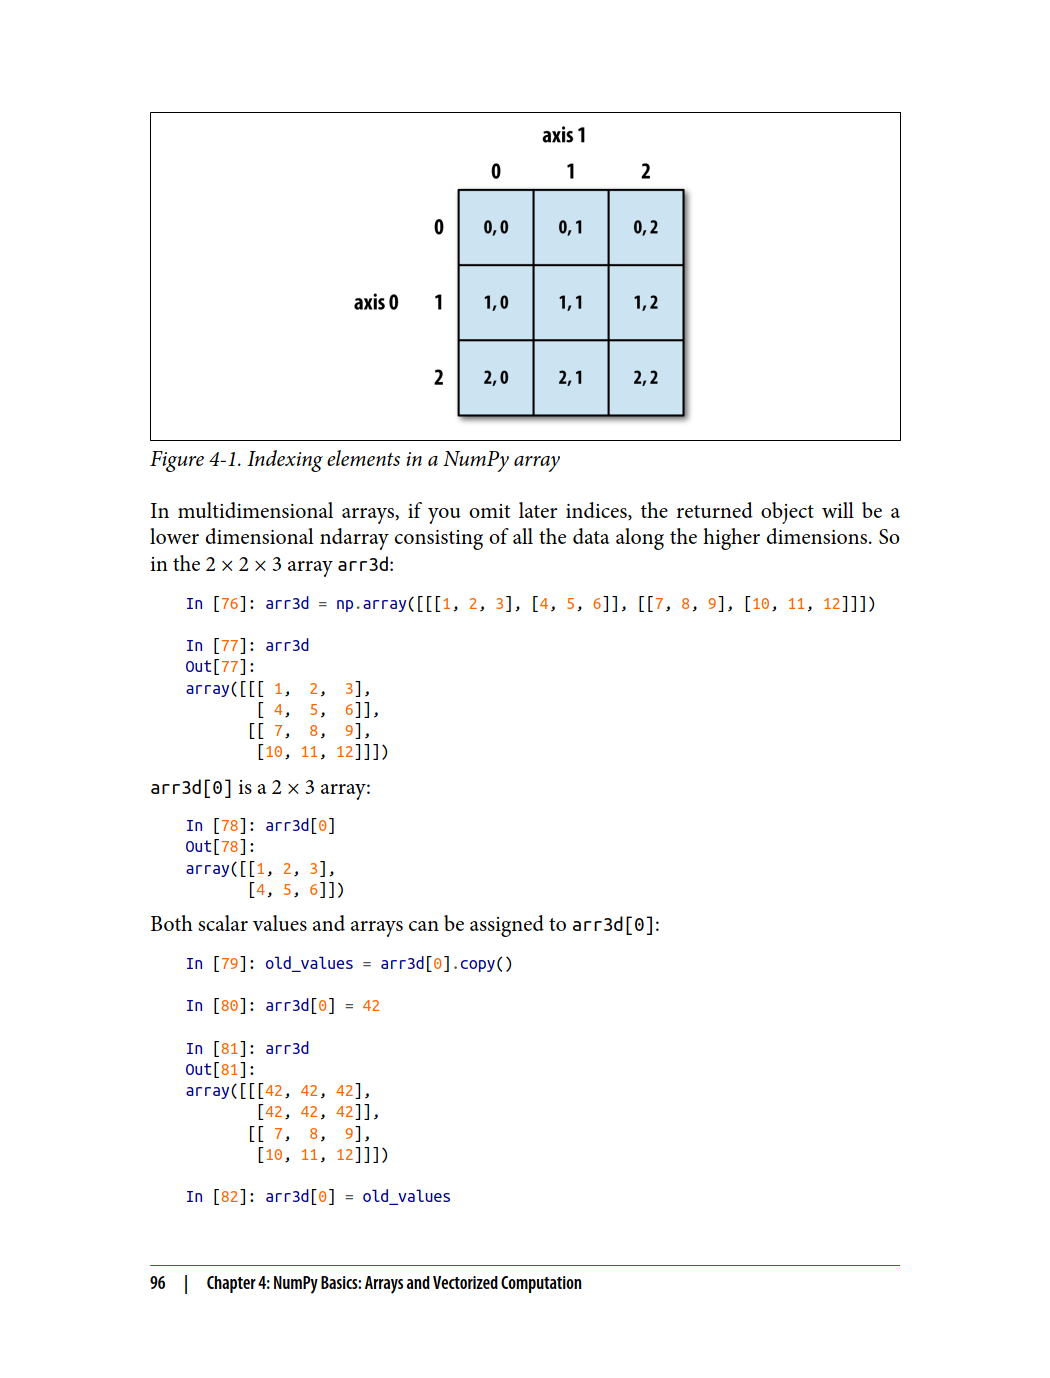 axis 1
0 1 2
0 0, 0 0, 1 0, 2
axis 0 1 1, 0 1, 1 1, 2
2 2, 0 2, 1 2, 2
Figure 4-1. Indexing elements in a NumPy array
In multidimensional arrays, if you omit later indices, the returned object will be a
lower dimensional ndarray consisting of all the data along the higher dimensions. So
in the 2 × 2 × 3 array arr3d:
In [76]: arr3d = np.array([[[1, 2, 3], [4, 5, 6]], [[7, 8, 9], [10, 11, 12]]])
In [77]: arr3d
Out[77]:
array([[[ 1,  2,  3],
        [ 4,  5,  6]],
       [[ 7,  8,  9],
        [10, 11, 12]]])
arr3d[0] is a 2 × 3 array:
In [78]: arr3d[0]
Out[78]:
array([[1, 2, 3],
       [4, 5, 6]])
Both scalar values and arrays can be assigned to arr3d[0]:
In [79]: old_values = arr3d[0].copy()
In [80]: arr3d[0] = 42
In [81]: arr3d
Out[81]:
array([[[42, 42, 42],
        [42, 42, 42]],
       [[ 7,  8,  9],
        [10, 11, 12]]])
In [82]: arr3d[0] = old_values
96 | Chapter 4: NumPy Basics: Arrays and Vectorized Computation